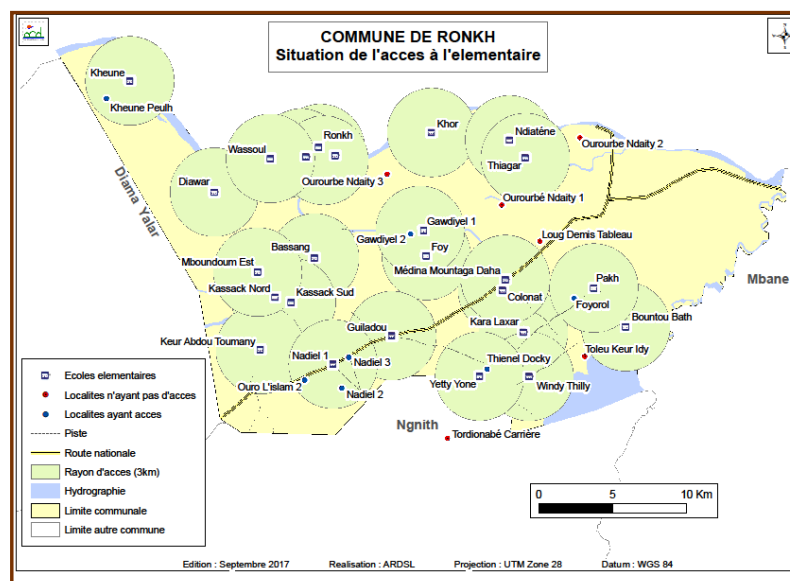 COMMUNE DE RONKH
Situation de l'acces à l'elementaire
Kheune
Kheune Peulh
Khor
Ndiaténe
Ronkh
Ourourbe Ndaity 2
Wassoul
Thiagar
Ourourbe Ndaity 3
Diawar
Ourourbé Ndaity 1
Diama Yalar
Gawdiyel 1
Gawdiyel 2
Loug Demis Tableau
Bassang
Foy
Mboundoum Est
Médina Mountaga Daha
Pakh
Mbane
Kassack Nord
Kassack Sud
Colonat
Foyorol
Bountou Bath
Guiladou
Kara Laxar
Keur Abdou Toumany
Nadiel 1
Nadiel 3
Thienel Docky
Toleu Keur Idy
Ouro L'islam 2
Nadiel 2
Yetty Yone
Windy Thilly
Ngnith
Tordionabé Carrière
Ecoles elementaires
Localites n'ayant pas d'acces
Localites ayant acces
Piste
Route nationale
Rayon d'acces (3km)
Hydrographie
Limite communale
Limite autre commune
0 5 10 Km
Edition : Septembre 2017 Realisation : ARDSL Projection : UTM Zone 28 Datum : WGS 84